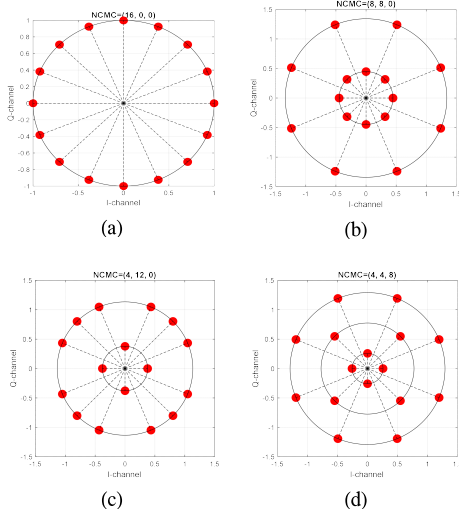 NCMC=(16, 0, 0)
1
0.8
0.6
0.4
0.2
0
-0.2
-0.4
-0.6
-0.8
-1
Q-channel
-1 -0.5 0 0.5 1
I-channel
(a)
NCMC=(8, 8, 0)
1.5
1
0.5
0
-0.5
-1
-1.5
Q-channel
-1.5 -1 -0.5 0 0.5 1 1.5
I-channel
(b)
NCMC=(4, 12, 0)
1.5
1
0.5
0
-0.5
-1
-1.5
Q-channel
-1.5 -1 -0.5 0 0.5 1 1.5
I-channel
(c)
NCMC=(4, 4, 8)
1.5
1
0.5
0
-0.5
-1
-1.5
Q-channel
-1.5 -1 -0.5 0 0.5 1 1.5
I-channel
(d)